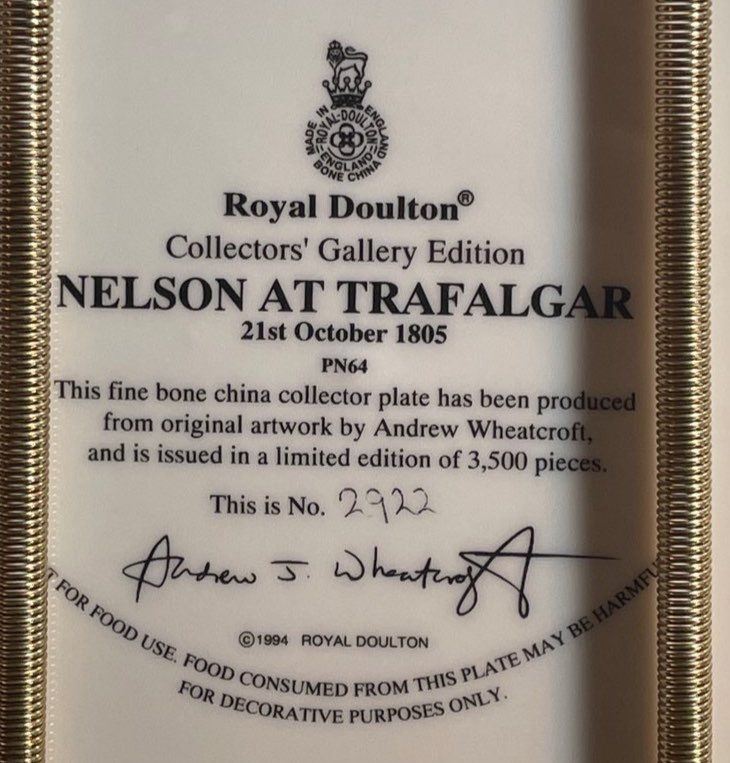 MADE IN ENGLAND
ROYAL·DOULTON
ENGLAND
BONE CHINA
Royal Doulton®
Collectors' Gallery Edition
NELSON AT TRAFALGAR
21st October 1805
PN64
This fine bone china collector plate has been produced
from original artwork by Andrew Wheatcroft,
and is issued in a limited edition of 3,500 pieces.
This is No. 2922
Andrew J. Wheatcroft
©1994 ROYAL DOULTON
T FOR FOOD USE. FOOD CONSUMED FROM THIS PLATE MAY BE HARMFU
FOR DECORATIVE PURPOSES ONLY.